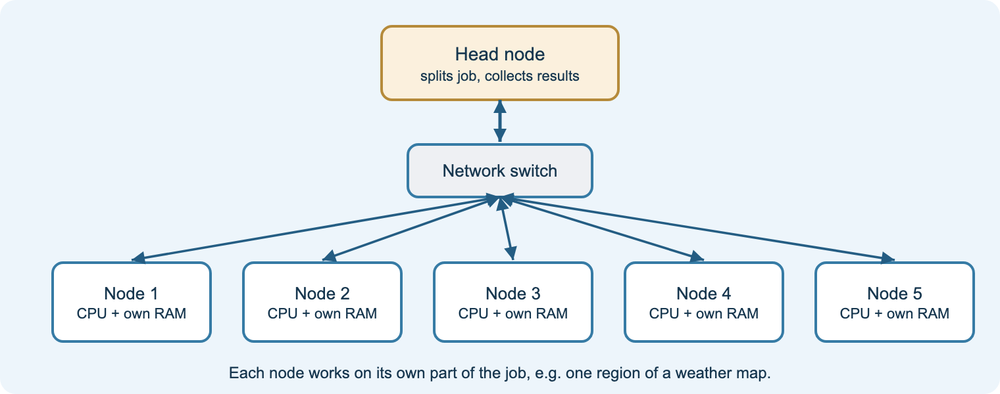 Head node
splits job, collects results
Network switch
Node 1
CPU + own RAM
Node 2
CPU + own RAM
Node 3
CPU + own RAM
Node 4
CPU + own RAM
Node 5
CPU + own RAM
Each node works on its own part of the job, e.g. one region of a weather map.